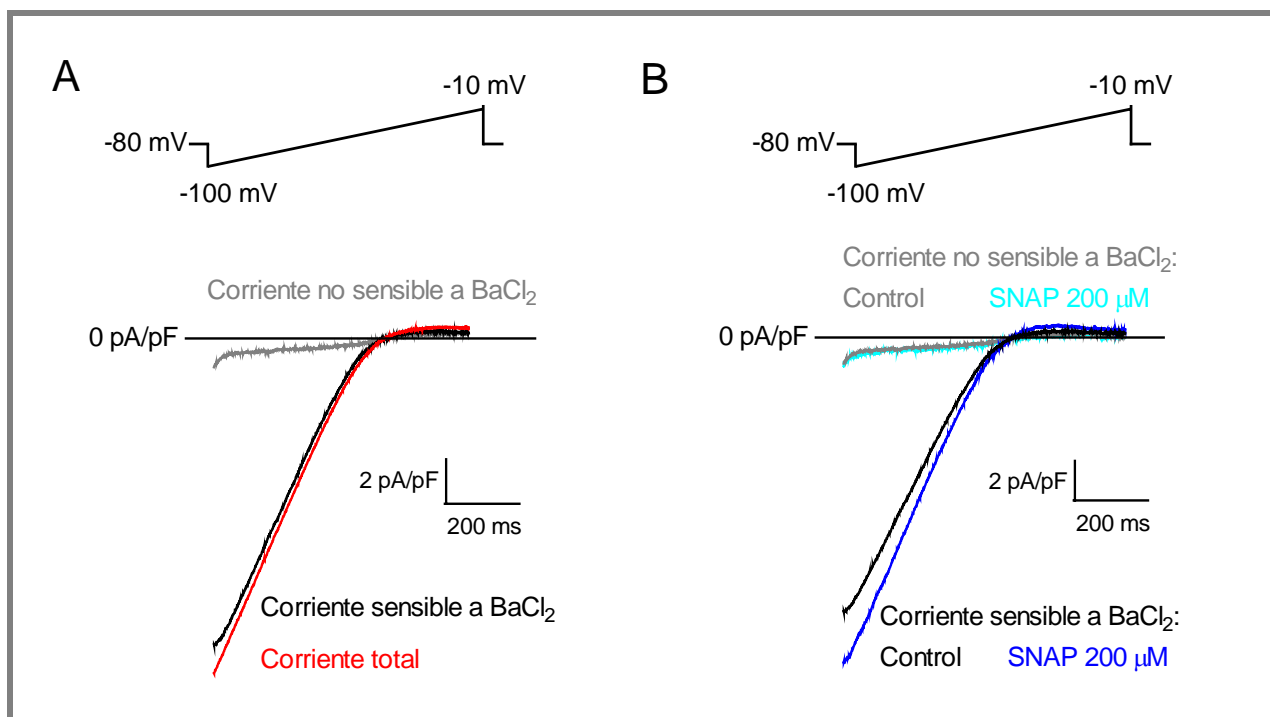 A
-10 mV
-80 mV
-100 mV
Corriente no sensible a BaCl₂
0 pA/pF
2 pA/pF
200 ms
Corriente sensible a BaCl₂
Corriente total
B
-10 mV
-80 mV
-100 mV
Corriente no sensible a BaCl₂:
Control SNAP 200 μM
0 pA/pF
2 pA/pF
200 ms
Corriente sensible a BaCl₂:
Control SNAP 200 μM